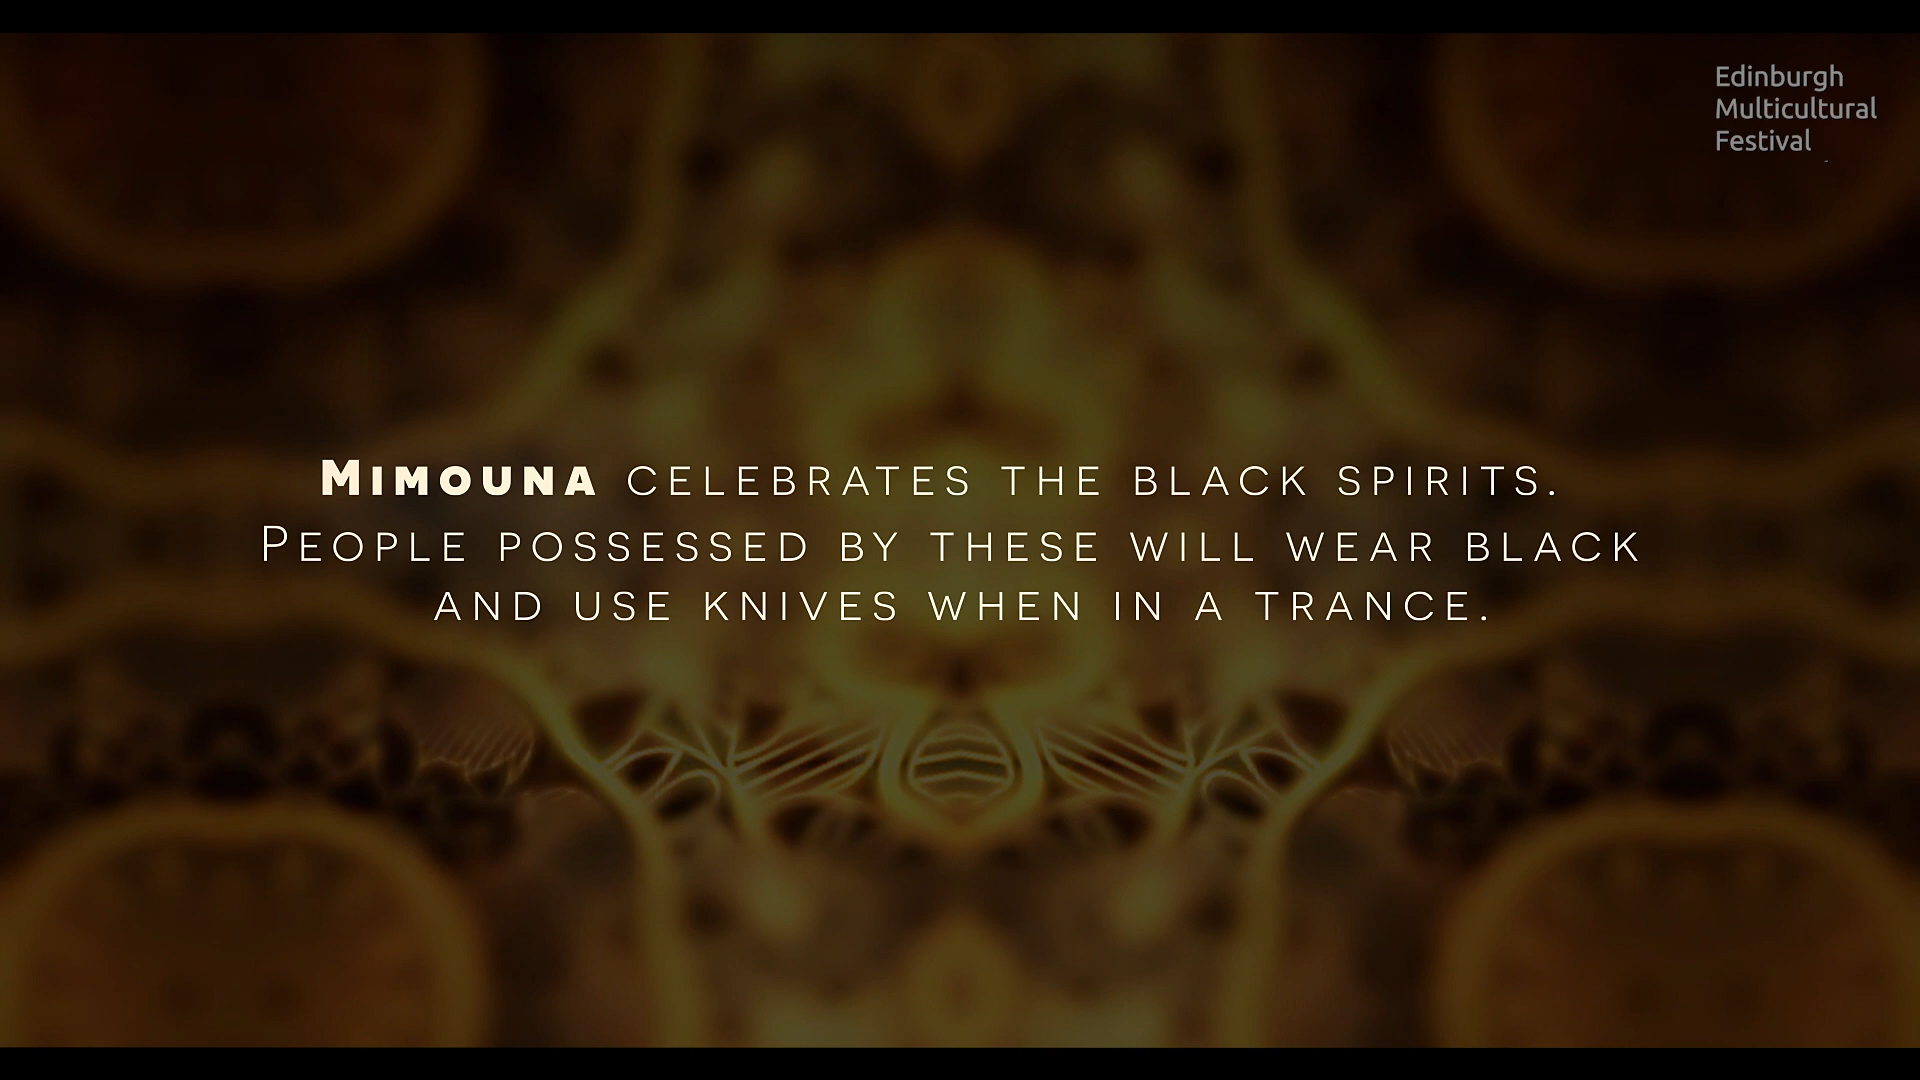 Edinburgh
Multicultural
Festival
MIMOUNA CELEBRATES THE BLACK SPIRITS.
PEOPLE POSSESSED BY THESE WILL WEAR BLACK
AND USE KNIVES WHEN IN A TRANCE.